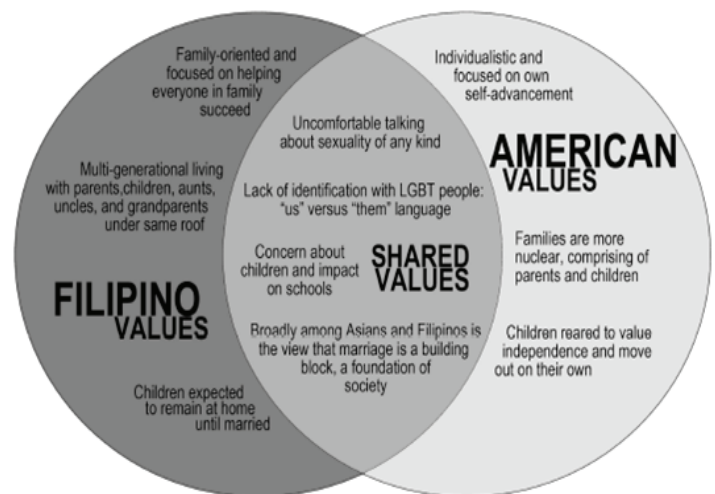 Family-oriented and
focused on helping
everyone in family
succeed
Multi-generational living
with parents,children, aunts,
uncles, and grandparents
under same roof
FILIPINO
VALUES
Children expected
to remain at home
until married
Uncomfortable talking
about sexuality of any kind
Lack of identification with LGBT people:
“us” versus “them” language
Concern about
children and impact
on schools
SHARED
VALUES
Broadly among Asians and Filipinos is
the view that marriage is a building
block, a foundation of
society
Individualistic and
focused on own
self-advancement
AMERICAN
VALUES
Families are more
nuclear, comprising of
parents and children
Children reared to value
independence and move
out on their own